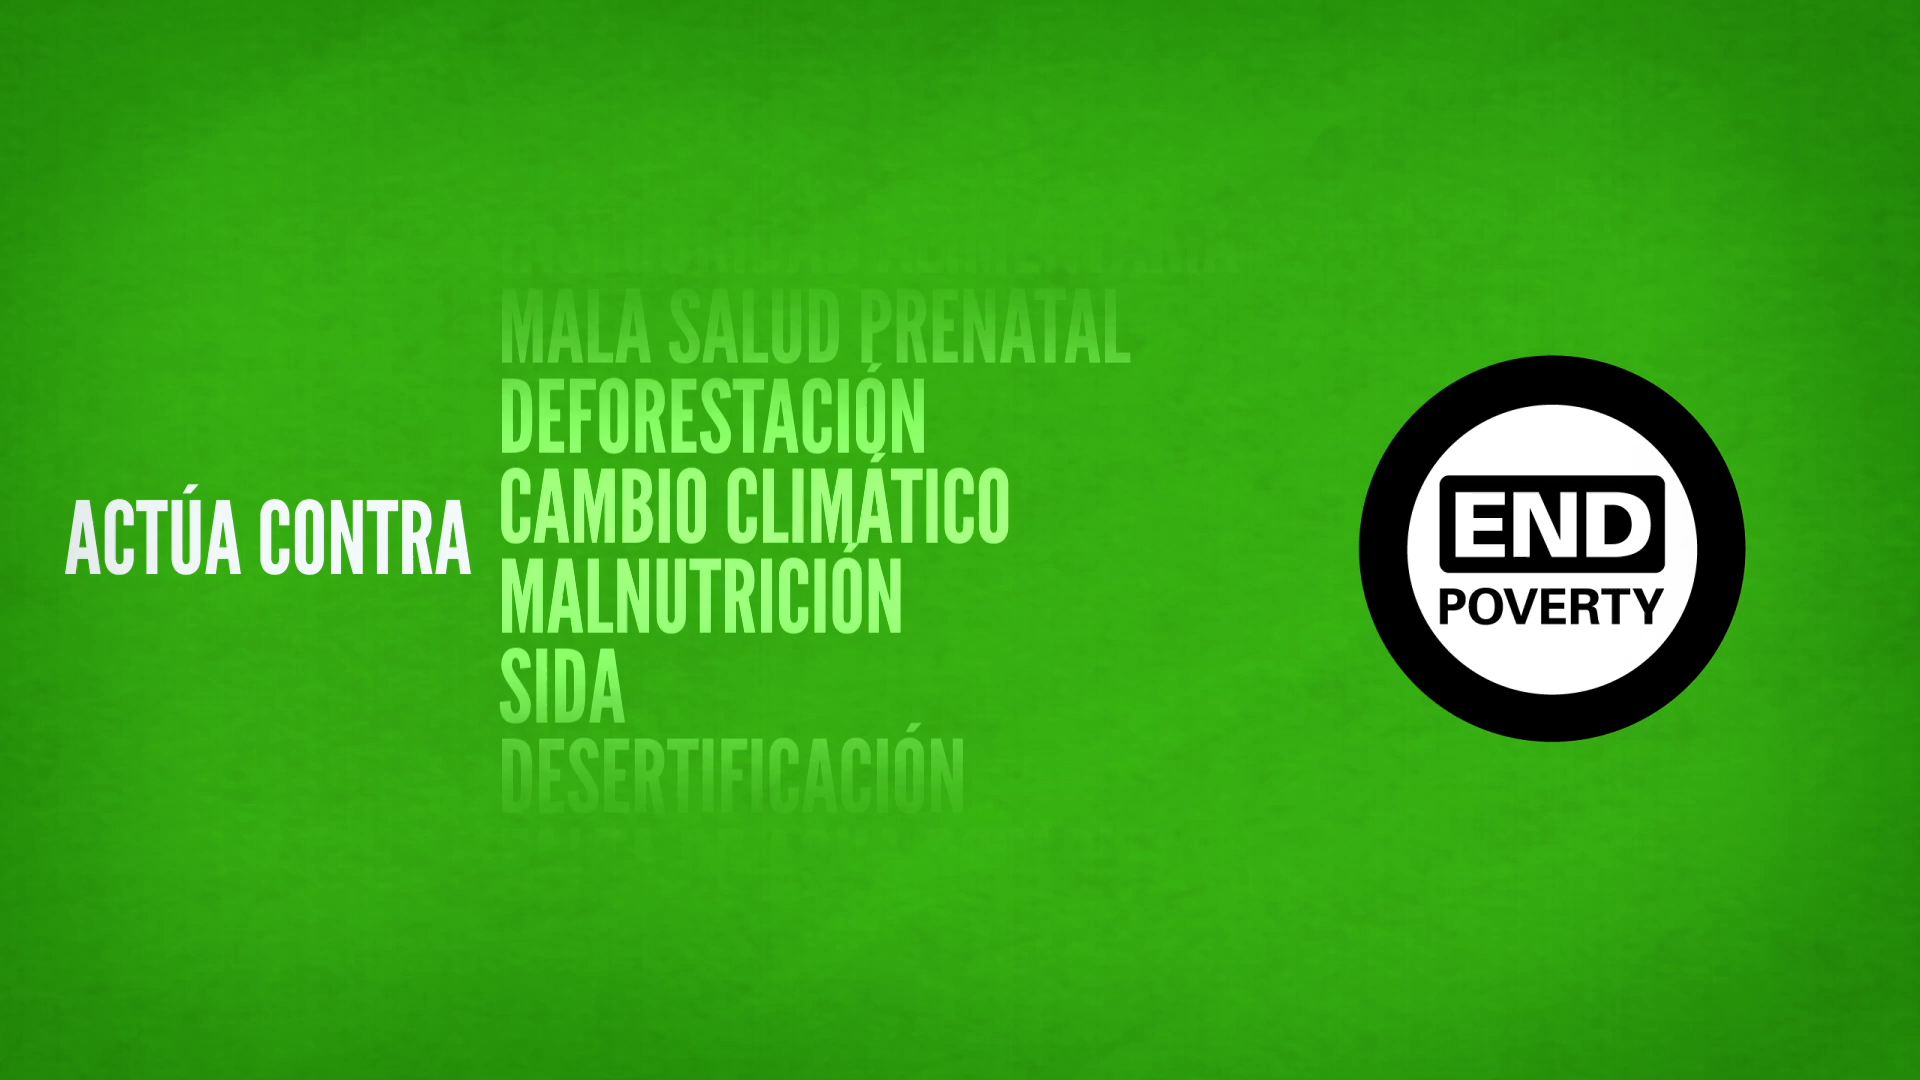 MALA SALUD PRENATAL
DEFORESTACIÓN
CAMBIO CLIMÁTICO
ACTÚA CONTRA
MALNUTRICIÓN
SIDA
DESERTIFICACIÓN
END
POVERTY